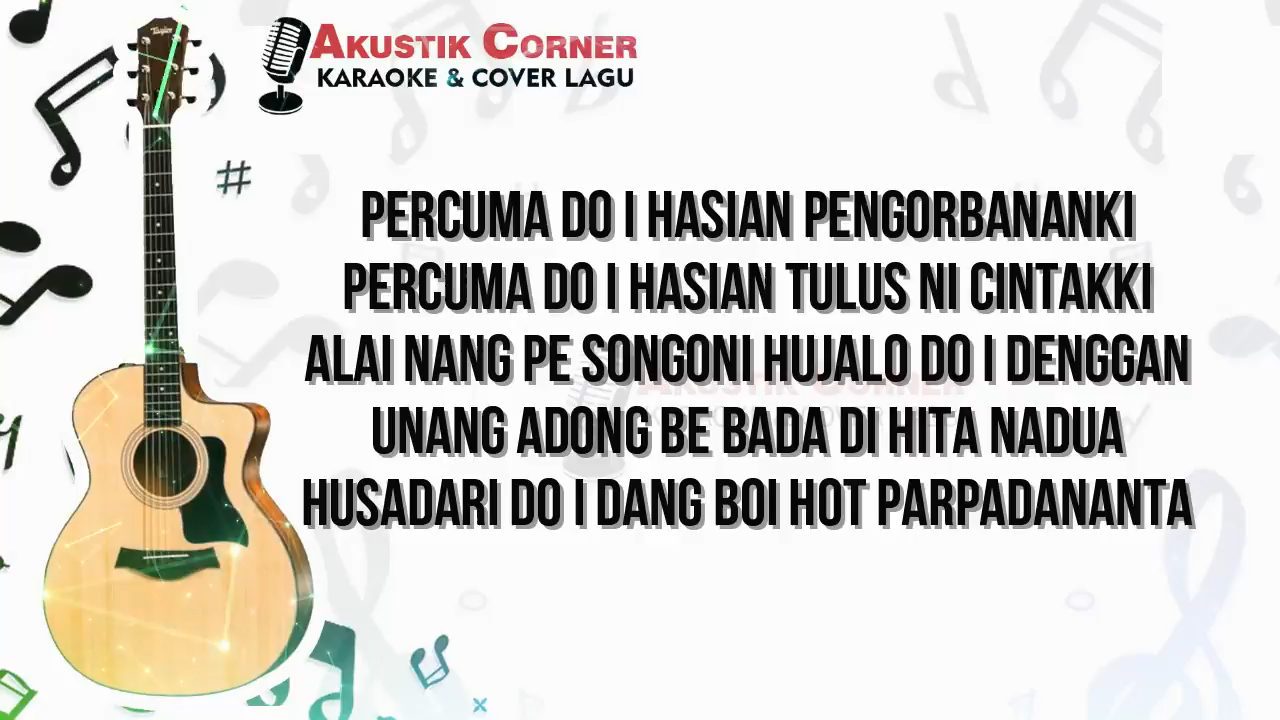 Taylor
AKUSTIK CORNER
KARAOKE & COVER LAGU
PERCUMA DO I HASIAN PENGORBANANKI
PERCUMA DO I HASIAN TULUS NI CINTAKKI
ALAI NANG PE SONGONI HUJALO DO I DENGGAN
UNANG ADONG BE BADA DI HITA NADUA
HUSADARI DO I DANG BOI HOT PARPADANANTA